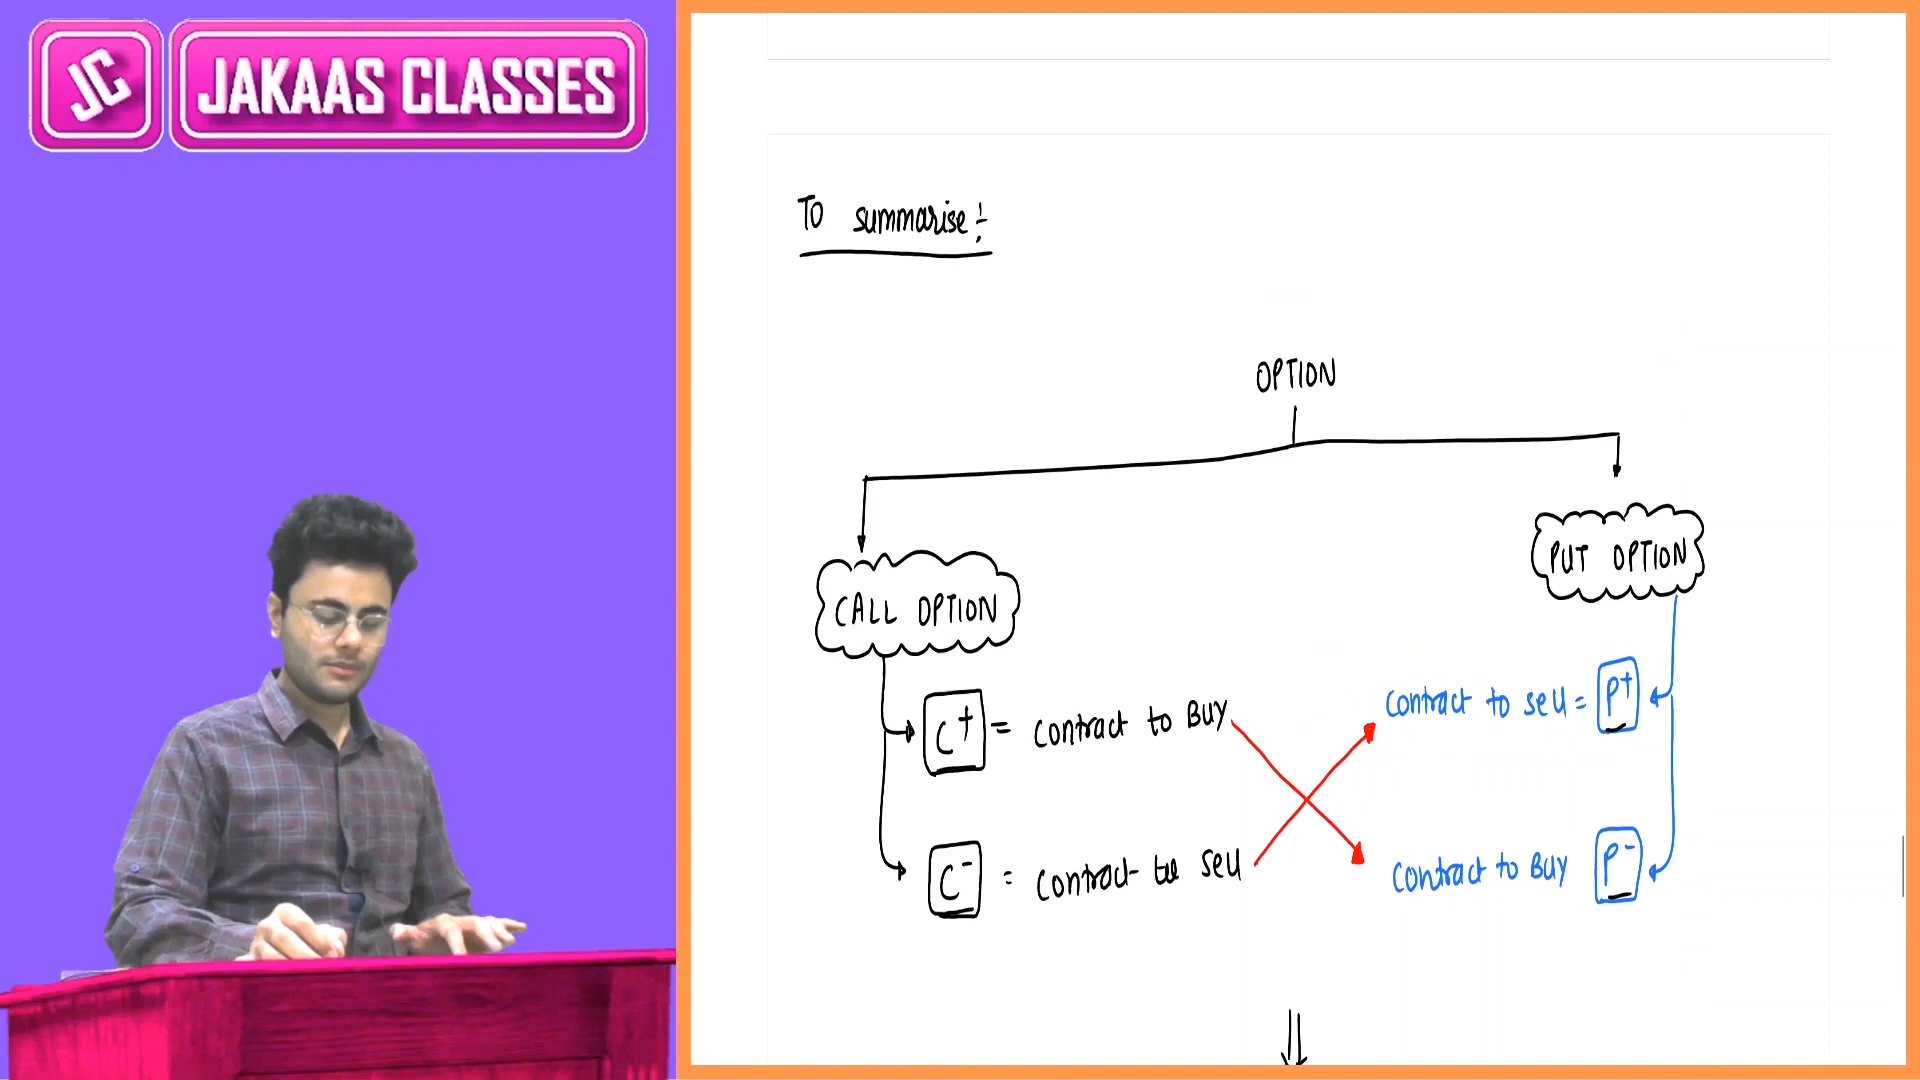 JC JAKAAS CLASSES
To summarise:
OPTION
CALL OPTION
PUT OPTION
C+ = contract to Buy
contract to sell = P+
C- = contract to sell
contract to Buy P-